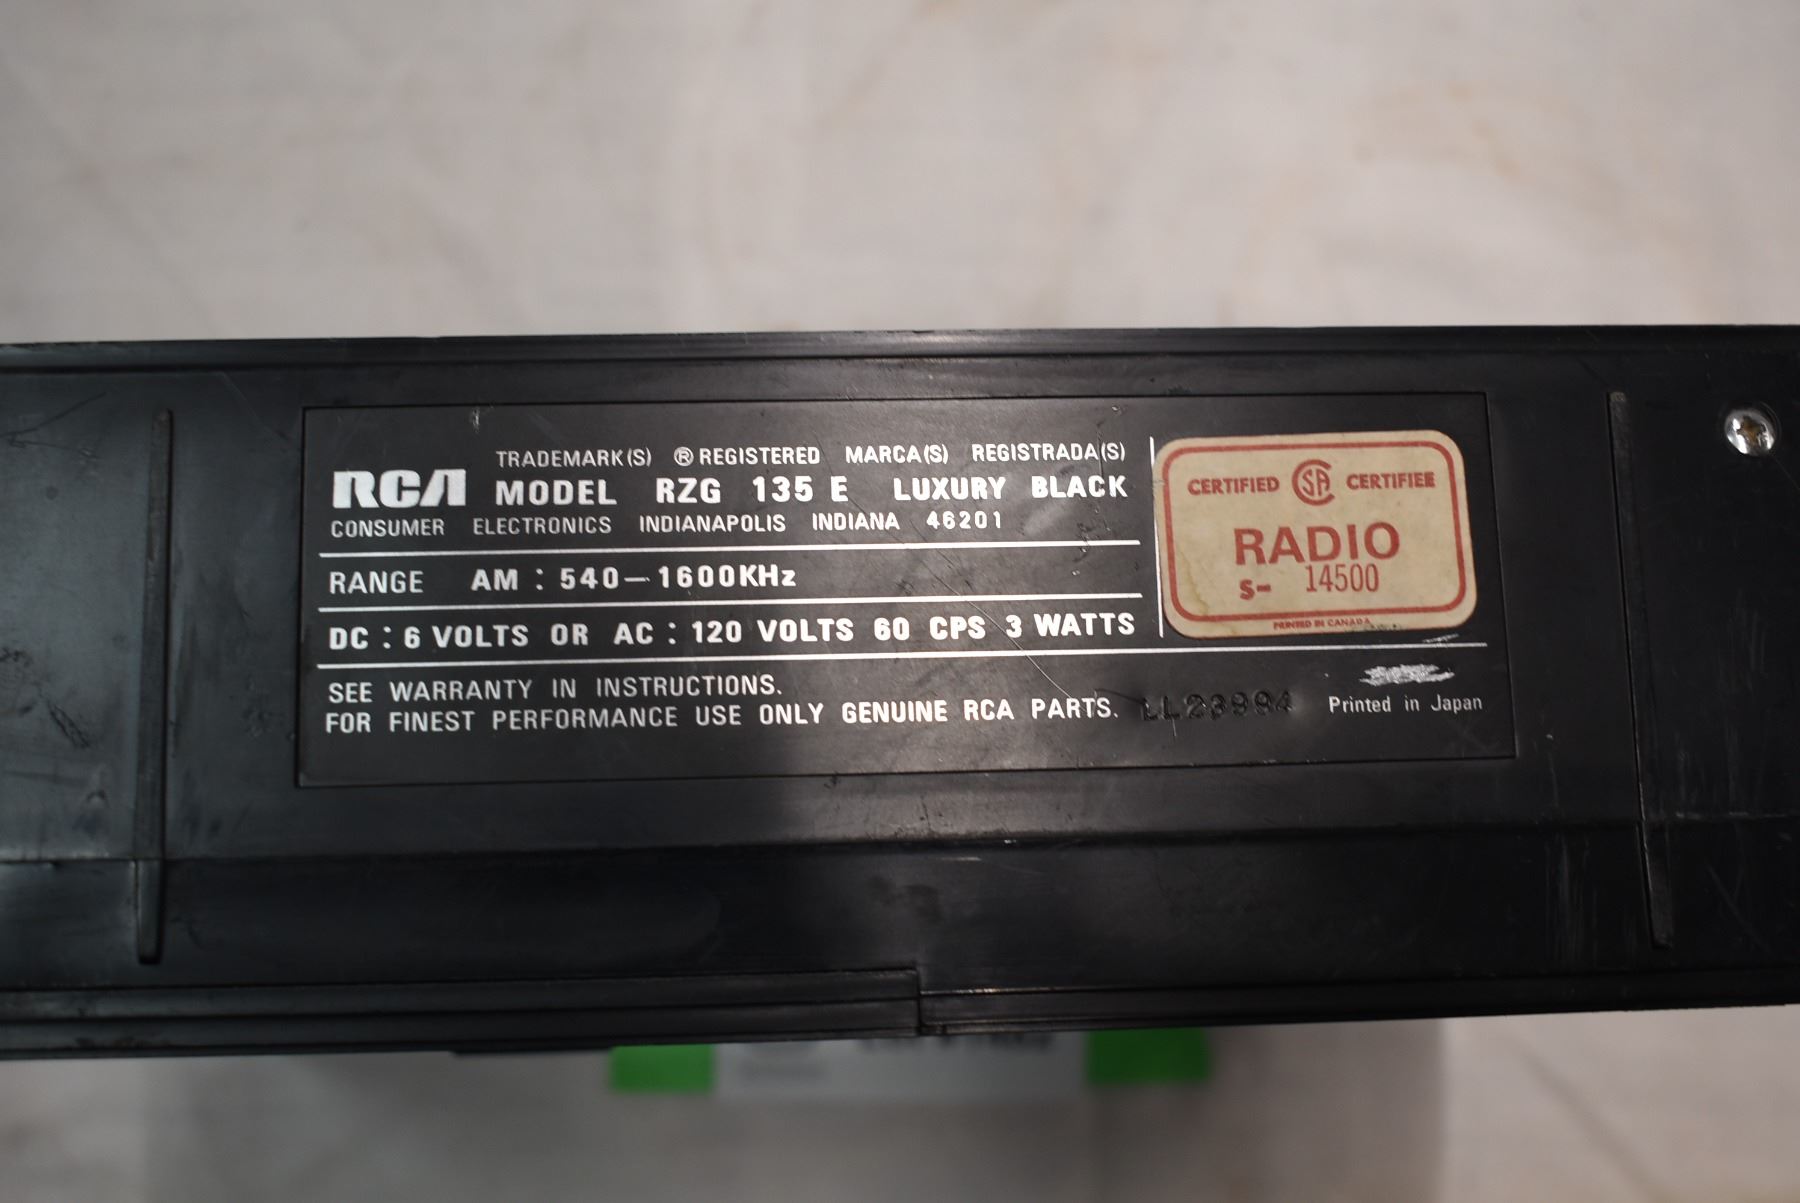 TRADEMARK(S) ® REGISTERED MARCA(S) REGISTRADA(S)
RCA MODEL RZG 135 E LUXURY BLACK
CONSUMER ELECTRONICS INDIANAPOLIS INDIANA 46201
RANGE AM : 540—1600KHz
DC : 6 VOLTS OR AC : 120 VOLTS 60 CPS 3 WATTS
SEE WARRANTY IN INSTRUCTIONS.
FOR FINEST PERFORMANCE USE ONLY GENUINE RCA PARTS. LL23994 Printed in Japan
CERTIFIED SA CERTIFIEE
RADIO
S- 14500
PRINTED IN CANADA